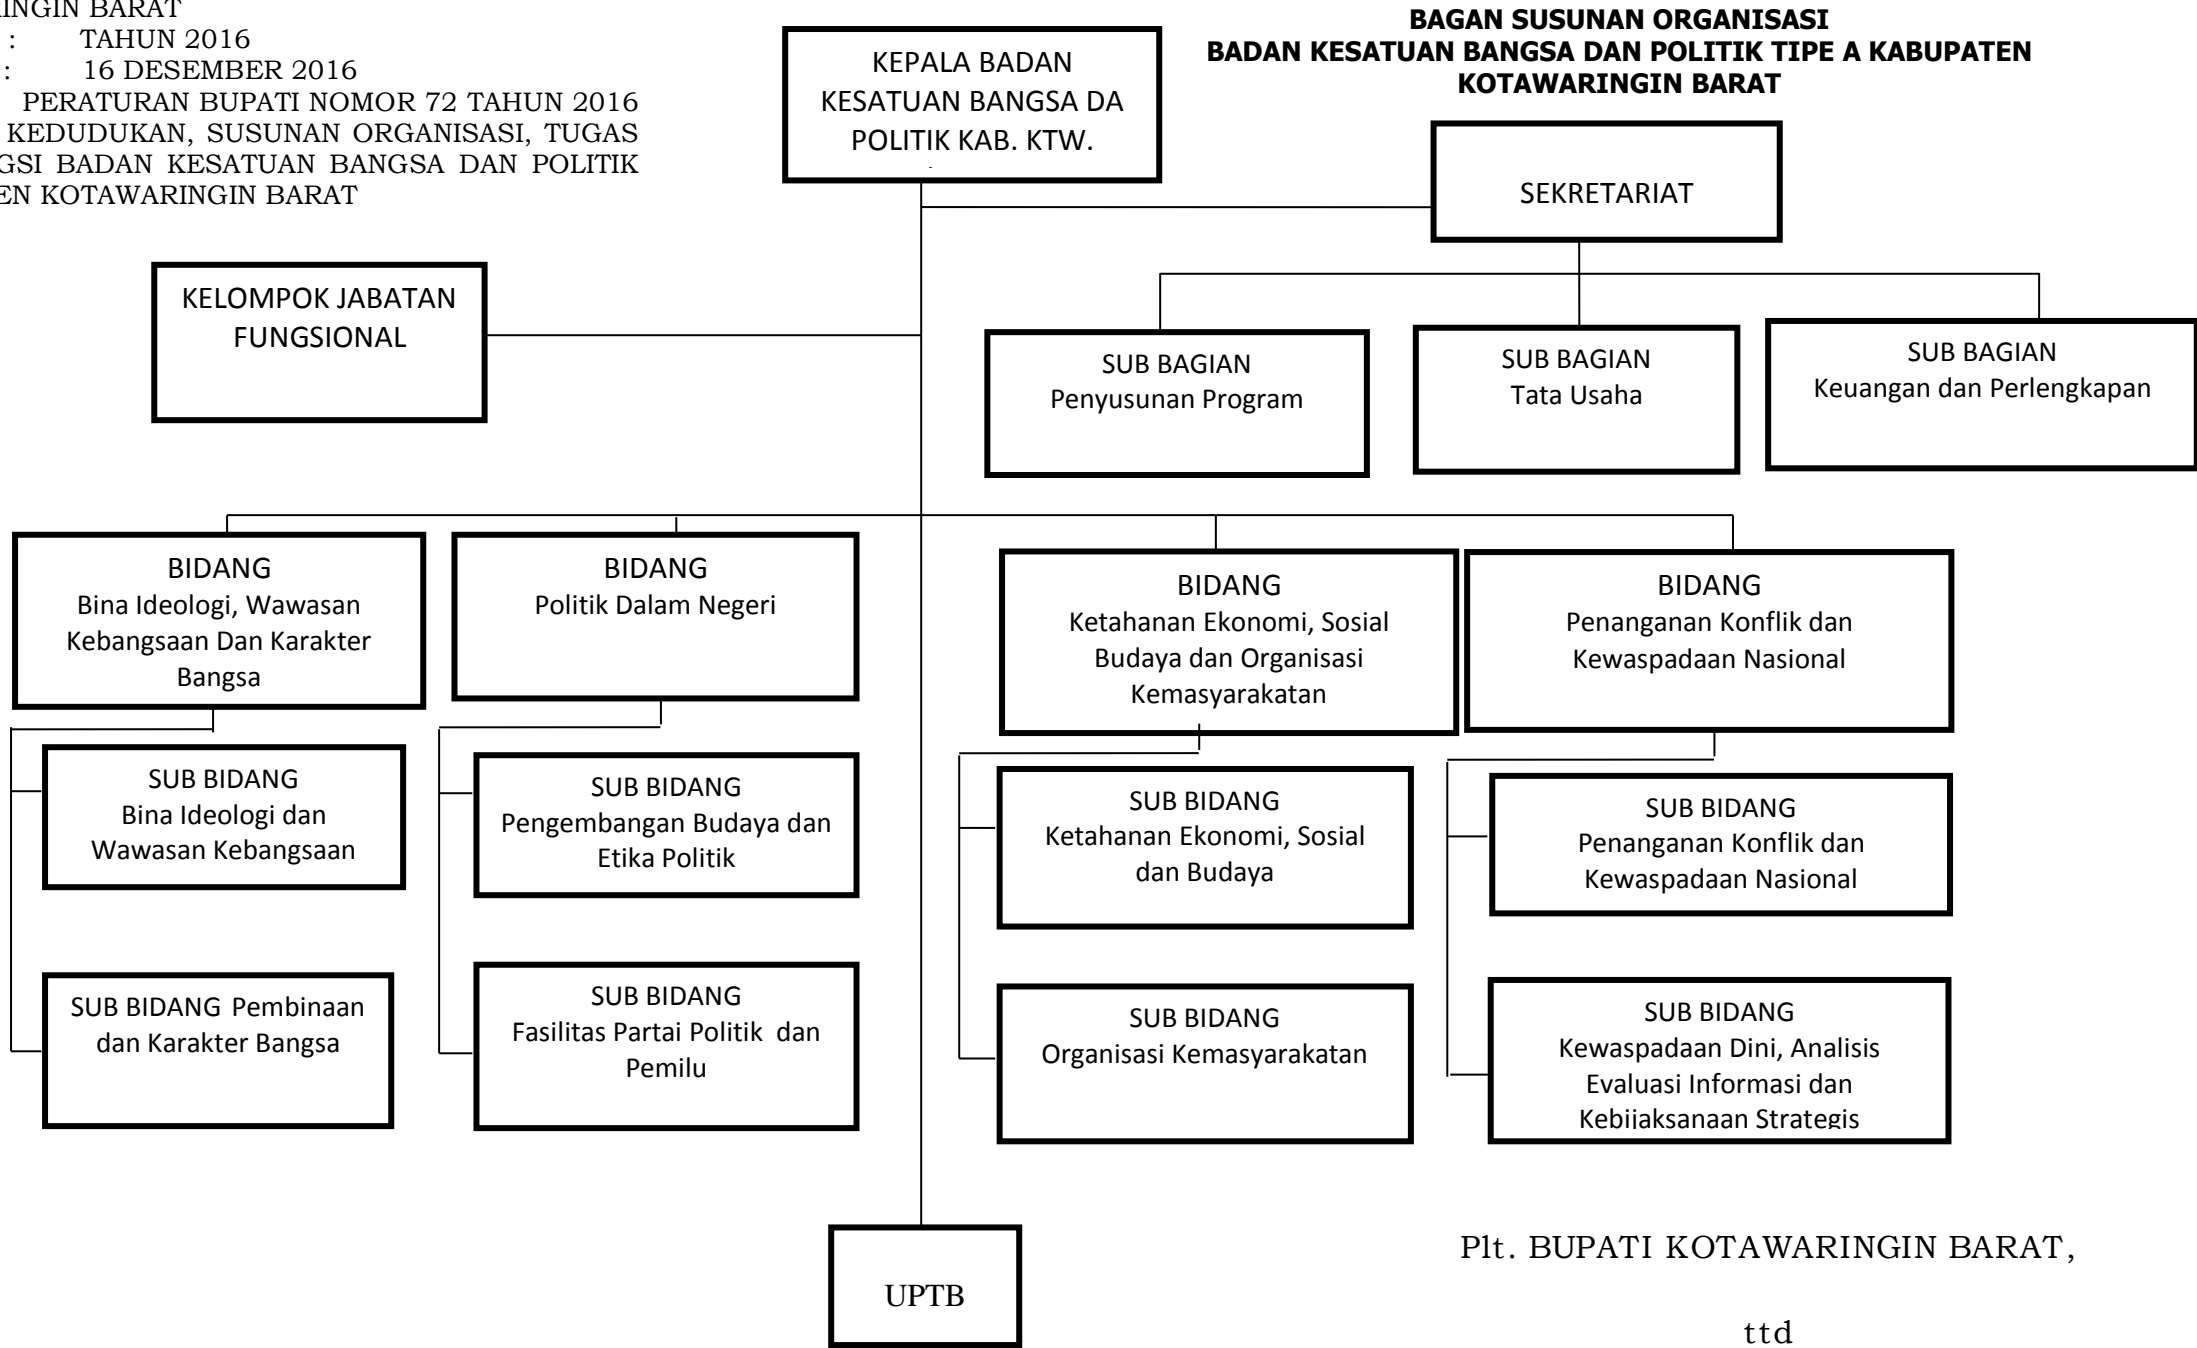 RINGIN BARAT
: TAHUN 2016
: 16 DESEMBER 2016
PERATURAN BUPATI NOMOR 72 TAHUN 2016
KEDUDUKAN, SUSUNAN ORGANISASI, TUGAS
GSI BADAN KESATUAN BANGSA DAN POLITIK
EN KOTAWARINGIN BARAT
BAGAN SUSUNAN ORGANISASI
BADAN KESATUAN BANGSA DAN POLITIK TIPE A KABUPATEN
KOTAWARINGIN BARAT
KEPALA BADAN
KESATUAN BANGSA DA
POLITIK KAB. KTW.
SEKRETARIAT
KELOMPOK JABATAN
FUNGSIONAL
SUB BAGIAN
Penyusunan Program
SUB BAGIAN
Tata Usaha
SUB BAGIAN
Keuangan dan Perlengkapan
BIDANG
Bina Ideologi, Wawasan
Kebangsaan Dan Karakter
Bangsa
BIDANG
Politik Dalam Negeri
BIDANG
Ketahanan Ekonomi, Sosial
Budaya dan Organisasi
Kemasyarakatan
BIDANG
Penanganan Konflik dan
Kewaspadaan Nasional
SUB BIDANG
Bina Ideologi dan
Wawasan Kebangsaan
SUB BIDANG
Pengembangan Budaya dan
Etika Politik
SUB BIDANG
Ketahanan Ekonomi, Sosial
dan Budaya
SUB BIDANG
Penanganan Konflik dan
Kewaspadaan Nasional
SUB BIDANG Pembinaan
dan Karakter Bangsa
SUB BIDANG
Fasilitas Partai Politik dan
Pemilu
SUB BIDANG
Organisasi Kemasyarakatan
SUB BIDANG
Kewaspadaan Dini, Analisis
Evaluasi Informasi dan
Kebijaksanaan Strategis
UPTB
Plt. BUPATI KOTAWARINGIN BARAT,
ttd